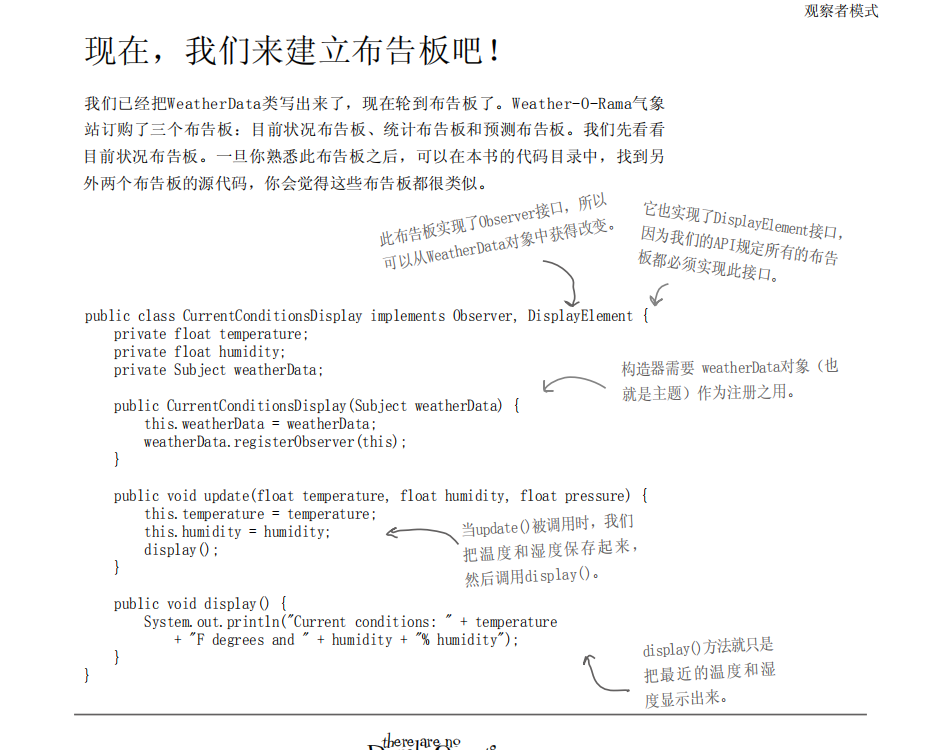 观察者模式
现在，我们来建立布告板吧！
我们已经把WeatherData类写出来了，现在轮到布告板了。Weather-O-Rama气象
站订购了三个布告板：目前状况布告板、统计布告板和预测布告板。我们先看看
目前状况布告板。一旦你熟悉此布告板之后，可以在本书的代码目录中，找到另
外两个布告板的源代码，你会觉得这些布告板都很类似。
此布告板实现了Observer接口，所以
可以从WeatherData对象中获得改变。
它也实现了DisplayElement接口，
因为我们的API规定所有的布告
板都必须实现此接口。
public class CurrentConditionsDisplay implements Observer, DisplayElement {
private float temperature;
private float humidity;
private Subject weatherData;
构造器需要 weatherData对象（也
就是主题）作为注册之用。
public CurrentConditionsDisplay(Subject weatherData) {
this.weatherData = weatherData;
weatherData.registerObserver(this);
}
public void update(float temperature, float humidity, float pressure) {
this.temperature = temperature;
this.humidity = humidity;
display();
}
当update()被调用时，我们
把温度和湿度保存起来，
然后调用display()。
public void display() {
System.out.println("Current conditions: " + temperature
+ "F degrees and " + humidity + "% humidity");
}
}
display()方法就只是
把最近的温度和湿
度显示出来。
there are no